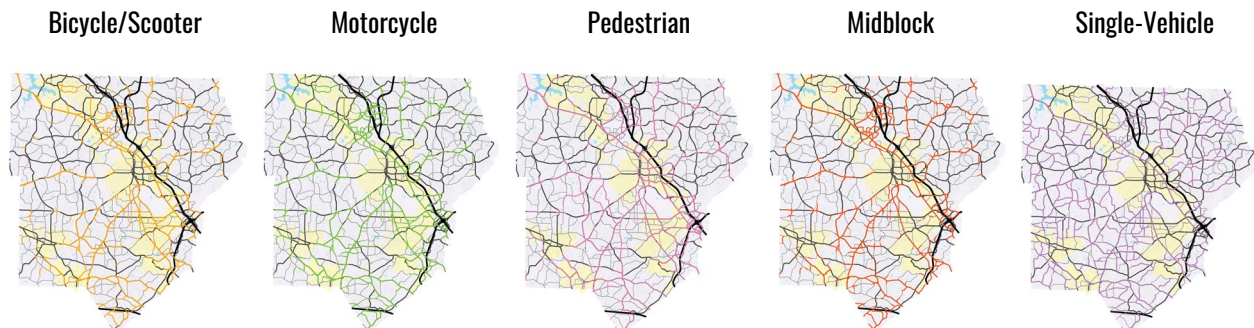 Bicycle/Scooter
Motorcycle
Pedestrian
Midblock
Single-Vehicle